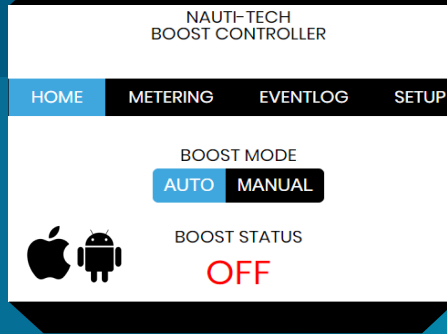 NAUTI-TECH
BOOST CONTROLLER
HOME METERING EVENTLOG SETUP
BOOST MODE
AUTO MANUAL
BOOST STATUS
OFF